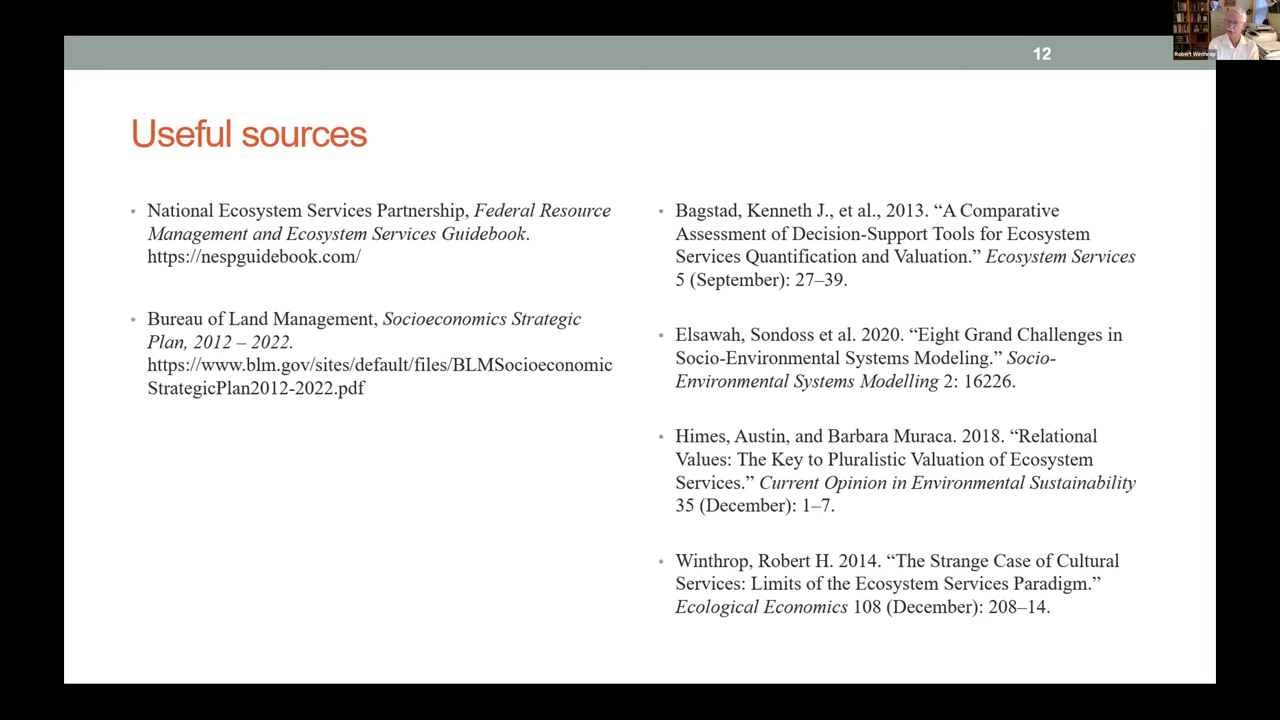 12
Robert Winthrop
Useful sources
• National Ecosystem Services Partnership, Federal Resource
Management and Ecosystem Services Guidebook.
https://nespguidebook.com/
• Bureau of Land Management, Socioeconomics Strategic
Plan, 2012 – 2022.
https://www.blm.gov/sites/default/files/BLMSocioeconomic
StrategicPlan2012-2022.pdf
• Bagstad, Kenneth J., et al., 2013. “A Comparative
Assessment of Decision-Support Tools for Ecosystem
Services Quantification and Valuation.” Ecosystem Services
5 (September): 27–39.
• Elsawah, Sondoss et al. 2020. “Eight Grand Challenges in
Socio-Environmental Systems Modeling.” Socio-
Environmental Systems Modelling 2: 16226.
• Himes, Austin, and Barbara Muraca. 2018. “Relational
Values: The Key to Pluralistic Valuation of Ecosystem
Services.” Current Opinion in Environmental Sustainability
35 (December): 1–7.
• Winthrop, Robert H. 2014. “The Strange Case of Cultural
Services: Limits of the Ecosystem Services Paradigm.”
Ecological Economics 108 (December): 208–14.